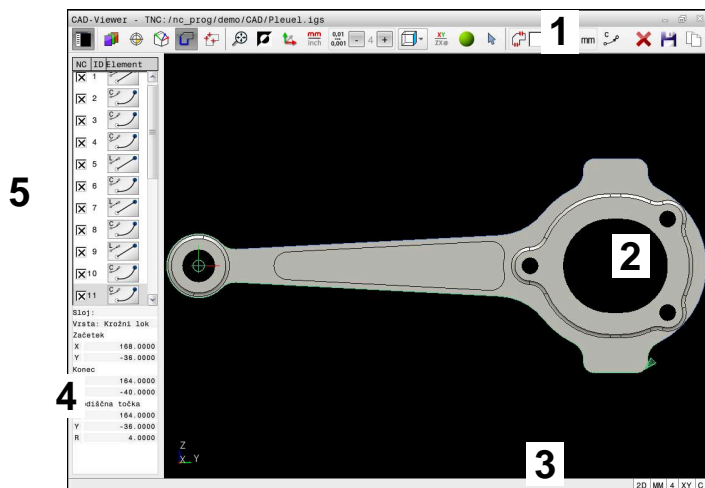 CAD-Viewer - TNC:/nc_prog/demo/CAD/Pleuel.igs
1
mm
inch
0,01
0,001
- 4 +
XY
ZXø
mm
NC ID Element
1 L
2 C
3 C
4 C
5 L
6 C
7 L
8 C
9 L
10 C
11 C
5
2
Sloj:
Vrsta: Krožni lok
Začetek
X 168.0000
Y -36.0000
Konec
164.0000
-40.0000
4
točka
164.0000
Y -36.0000
R 4.0000
Z
X Y
3
2D MM 4 XY C